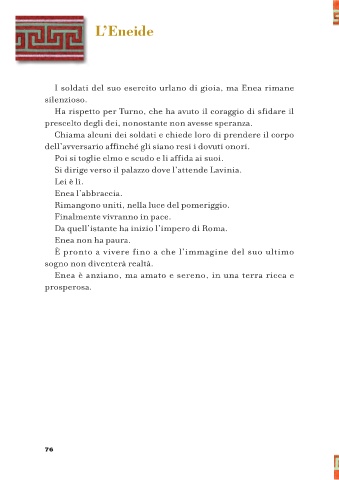 L'Eneide
I soldati del suo esercito urlano di gioia, ma Enea rimane
silenzioso.
Ha rispetto per Turno, che ha avuto il coraggio di sfidare il
prescelto degli dei, nonostante non avesse speranza.
Chiama alcuni dei soldati e chiede loro di prendere il corpo
dell'avversario affinché gli siano resi i dovuti onori.
Poi si toglie elmo e scudo e li affida ai suoi.
Si dirige verso il palazzo dove l'attende Lavinia.
Lei è lì.
Enea l'abbraccia.
Rimangono uniti, nella luce del pomeriggio.
Finalmente vivranno in pace.
Da quell'istante ha inizio l'impero di Roma.
Enea non ha paura.
È pronto a vivere fino a che l'immagine del suo ultimo
sogno non diventerà realtà.
Enea è anziano, ma amato e sereno, in una terra ricca e
prosperosa.
76